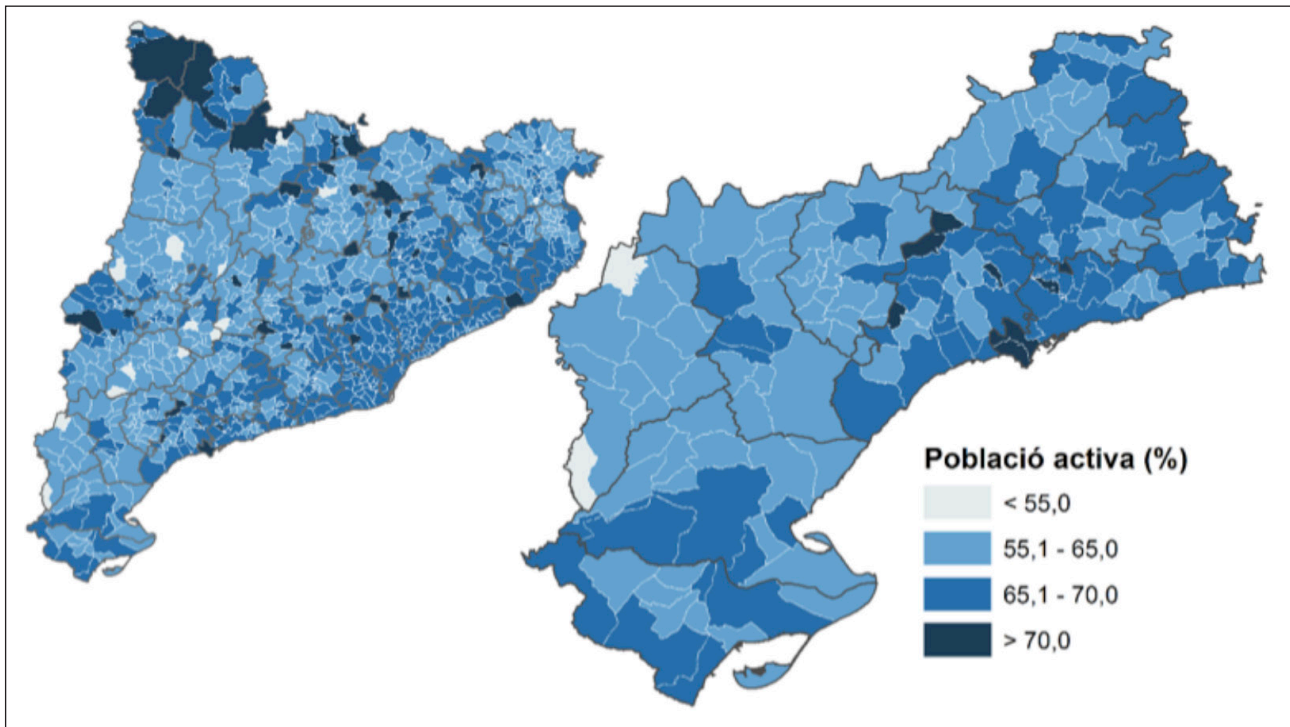 Població activa (%)
< 55,0
55,1 - 65,0
65,1 - 70,0
> 70,0